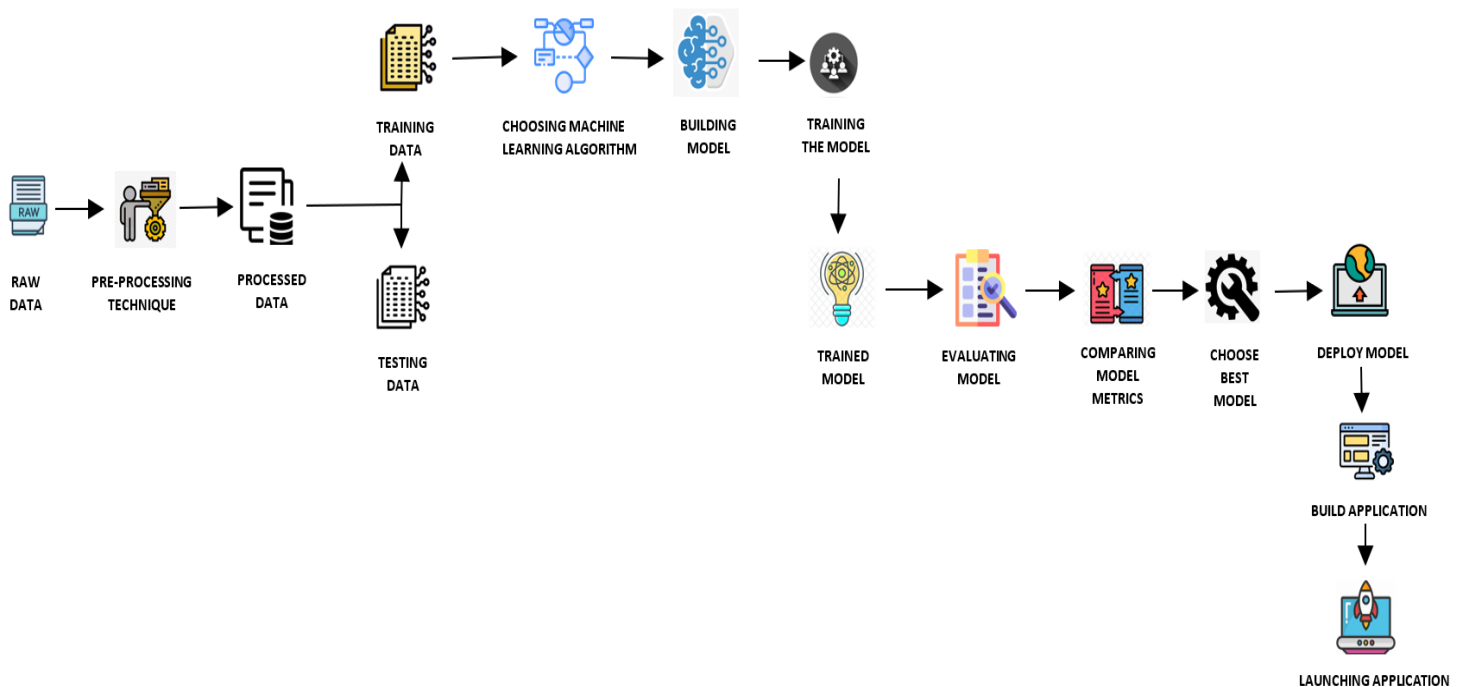 RAW
RAW
DATA
PRE-PROCESSING
TECHNIQUE
PROCESSED
DATA
TRAINING
DATA
TESTING
DATA
CHOOSING MACHINE
LEARNING ALGORITHM
BUILDING
MODEL
TRAINING
THE MODEL
TRAINED
MODEL
EVALUATING
MODEL
COMPARING
MODEL
METRICS
CHOOSE
BEST
MODEL
DEPLOY MODEL
BUILD APPLICATION
LAUNCHING APPLICATION